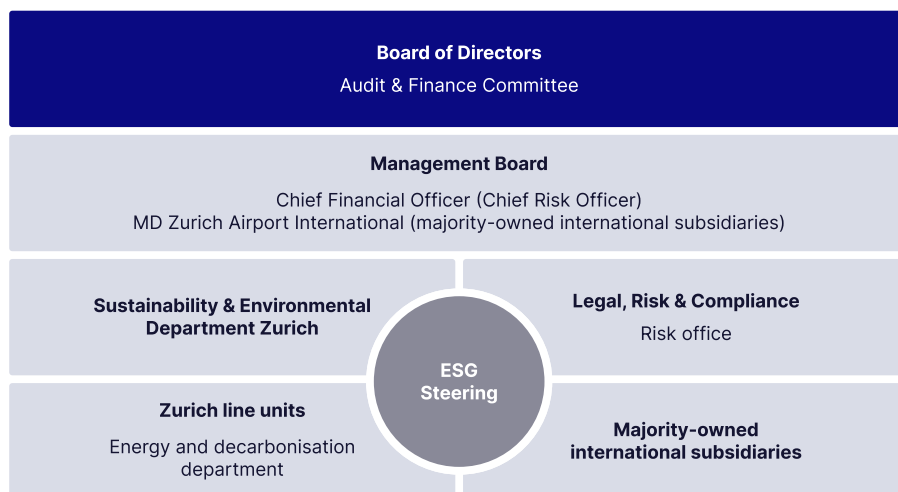 Board of Directors
Audit & Finance Committee
Management Board
Chief Financial Officer (Chief Risk Officer)
MD Zurich Airport International (majority-owned international subsidiaries)
Sustainability & Environmental
Department Zurich
Legal, Risk & Compliance
Risk office
ESG
Steering
Zurich line units
Energy and decarbonisation
department
Majority-owned
international subsidiaries